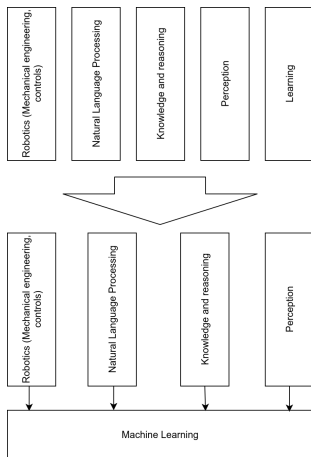 Robotics (Mechanical engineering,
controls)
Natural Language Processing
Knowledge and reasoning
Perception
Learning
Robotics (Mechanical engineering,
controls)
Natural Language Processing
Knowledge and reasoning
Perception
Machine Learning